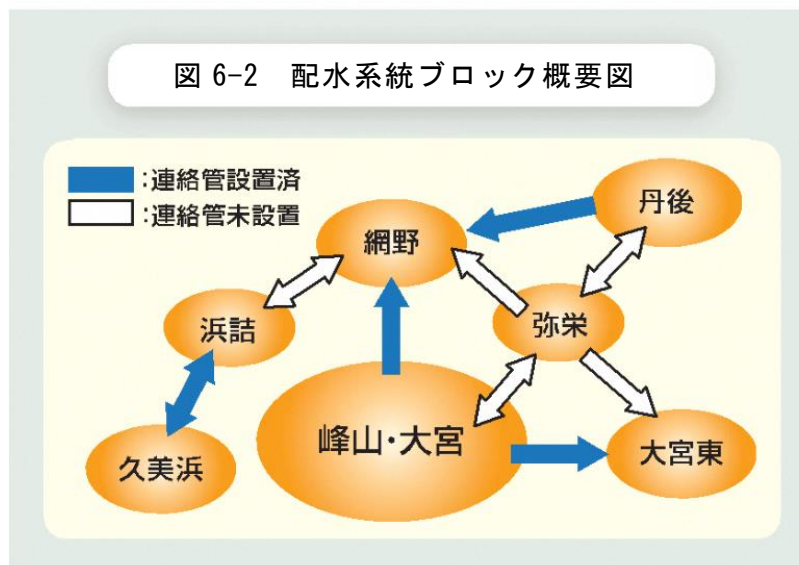 図 6-2 配水系統ブロック概要図
:連絡管設置済
:連絡管未設置
丹後
網野
浜詰
弥栄
峰山・大宮
久美浜
大宮東